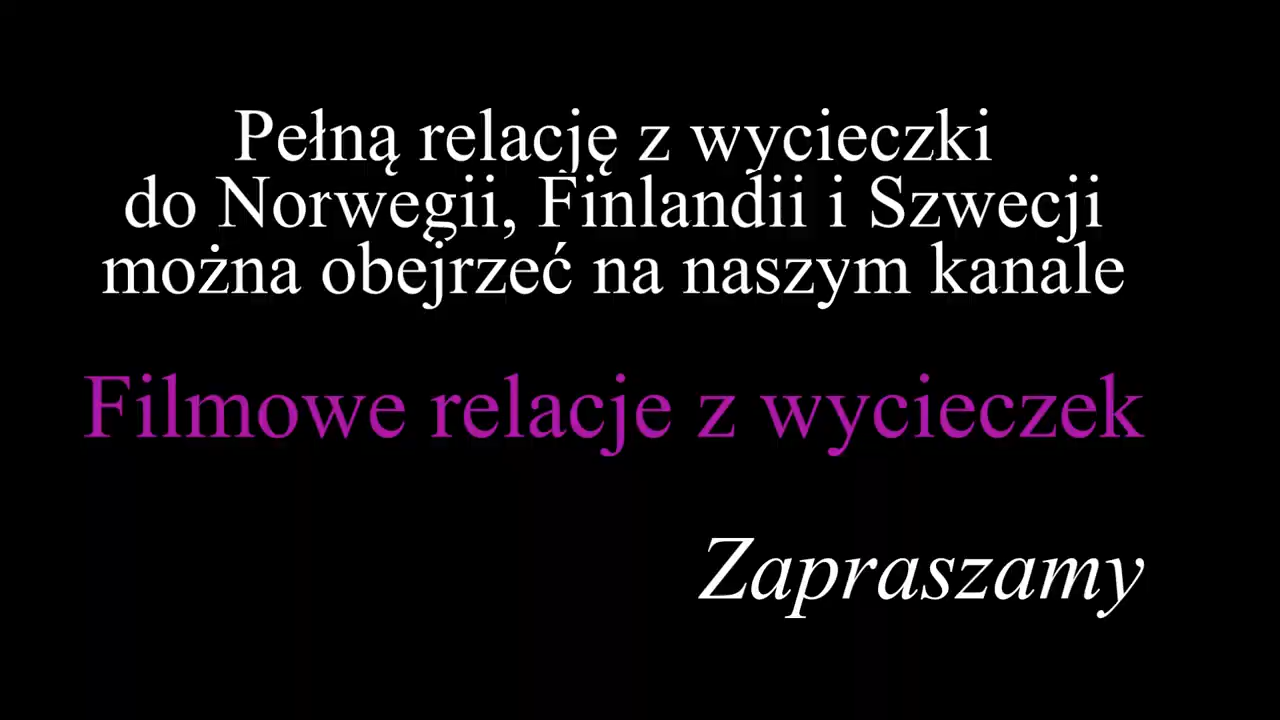 Pełną relację z wycieczki
do Norwegii, Finlandii i Szwecji
można obejrzeć na naszym kanale
Filmowe relacje z wycieczek
Zapraszamy